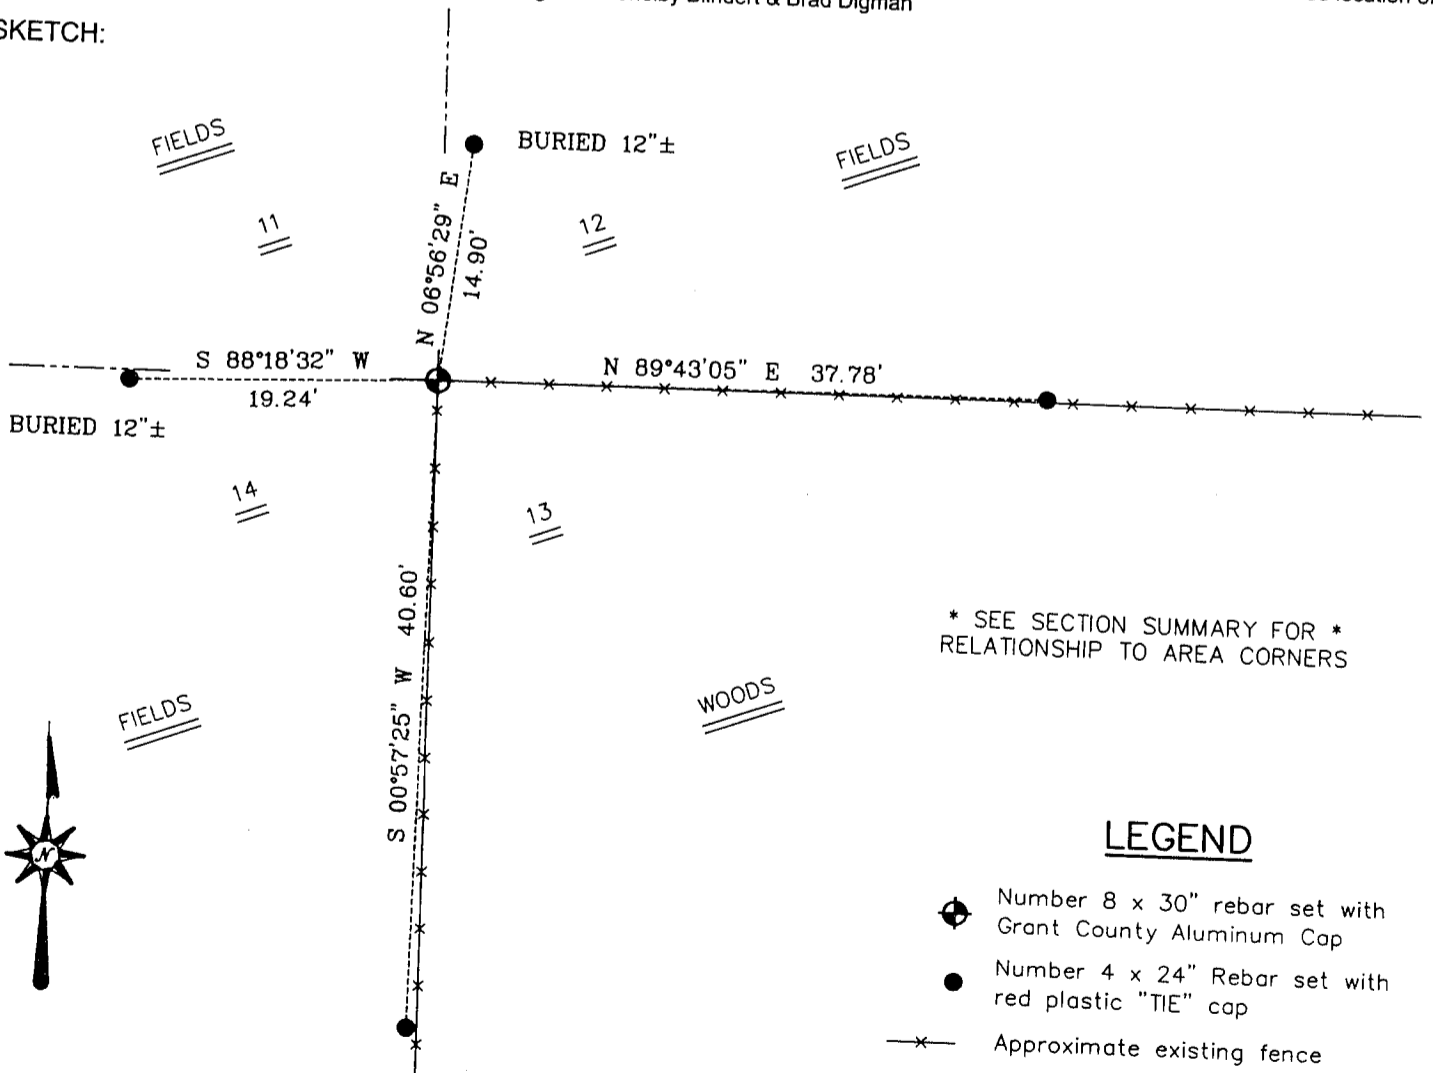 & Brad Digman
SKETCH:
FIELDS
BURIED 12"±
FIELDS
11
12
N 06°56'29" E
14.90'
S 88°18'32" W
19.24'
N 89°43'05" E 37.78'
BURIED 12"±
14
13
S 00°57'25" W 40.60'
* SEE SECTION SUMMARY FOR *
RELATIONSHIP TO AREA CORNERS
FIELDS
WOODS
N
LEGEND
Number 8 x 30" rebar set with
Grant County Aluminum Cap
Number 4 x 24" Rebar set with
red plastic "TIE" cap
Approximate existing fence